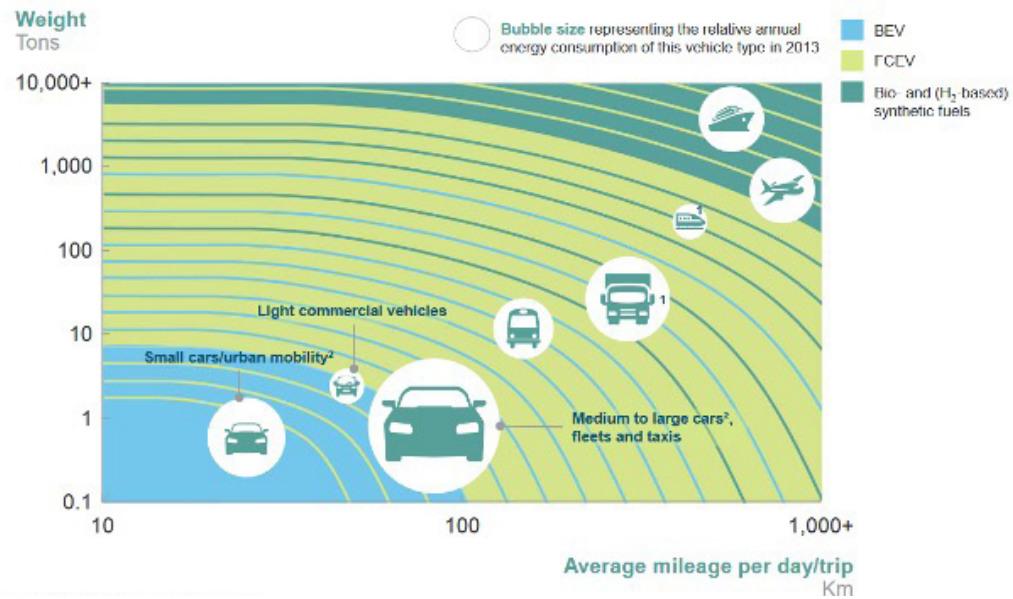 Weight
Tons
Bubble size representing the relative annual
energy consumption of this vehicle type in 2013
BEV
FCEV
Bio- and (H₂-based)
synthetic fuels
10,000+
1,000
100
10
1
0.1
1
1
Light commercial vehicles
Small cars/urban mobility²
Medium to large cars²,
fleets and taxis
10
100
1,000+
Average mileage per day/trip
Km